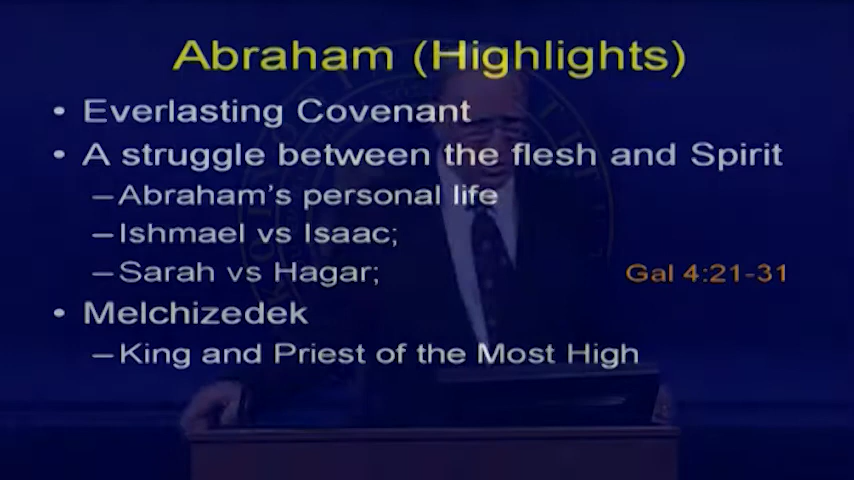 Abraham (Highlights)
• Everlasting Covenant
• A struggle between the flesh and Spirit
–Abraham's personal life
–Ishmael vs Isaac;
–Sarah vs Hagar; Gal 4:21-31
• Melchizedek
–King and Priest of the Most High